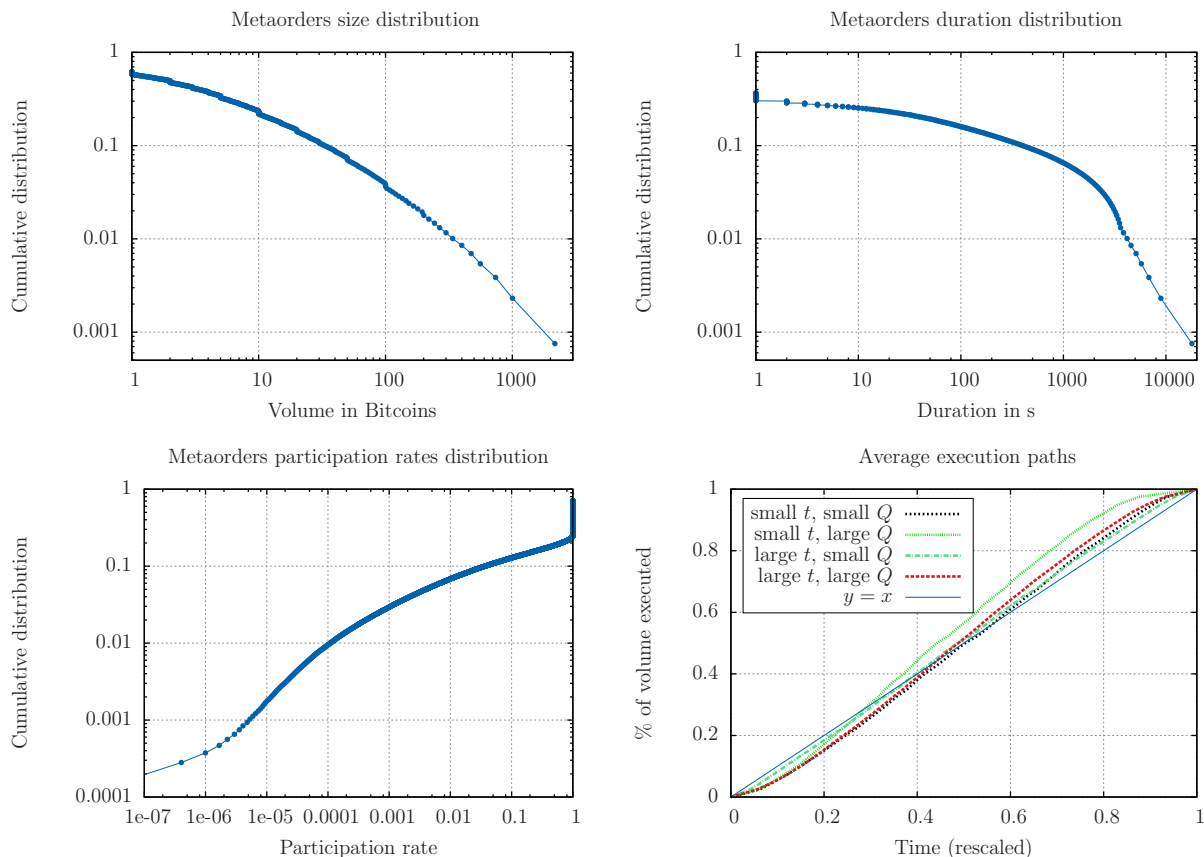 Metaorders size distribution
Cumulative distribution
1
0.1
0.01
0.001
1
10
100
1000
Volume in Bitcoins
Metaorders duration distribution
Cumulative distribution
1
0.1
0.01
0.001
1
10
100
1000
10000
Duration in s
Metaorders participation rates distribution
Cumulative distribution
1
0.1
0.01
0.001
0.0001
1e-07
1e-06
1e-05
0.0001
0.001
0.01
0.1
1
Participation rate
Average execution paths
% of volume executed
1
0.8
0.6
0.4
0.2
0
small t, small Q
small t, large Q
large t, small Q
large t, large Q
y = x
0
0.2
0.4
0.6
0.8
1
Time (rescaled)